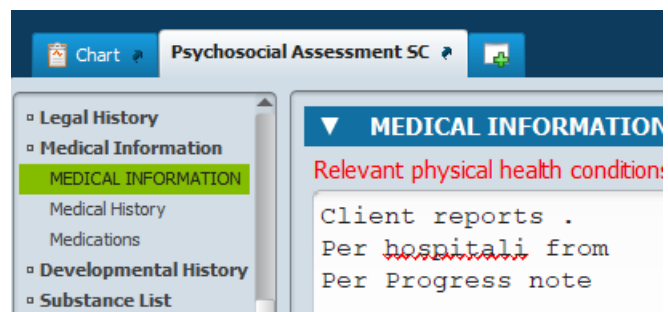 Chart
Psychosocial Assessment SC
Legal History
Medical Information
MEDICAL INFORMATION
Medical History
Medications
Developmental History
Substance List
▼ MEDICAL INFORMATION
Relevant physical health conditions
Client reports .
Per hospitali from
Per Progress note